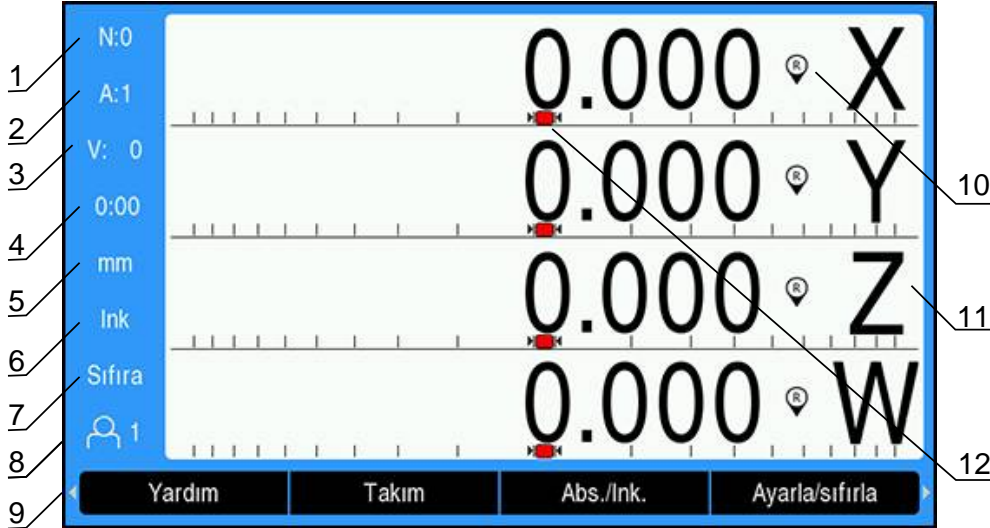 N:0
A:1
V: 0
0:00
mm
Ink
Sıfıra
1
0.000 R X
0.000 R Y
0.000 R Z
0.000 R W
Yardım Takım Abs./Ink. Ayarla/sıfırla
1
2
3
4
5
6
7
8
9
10
11
12